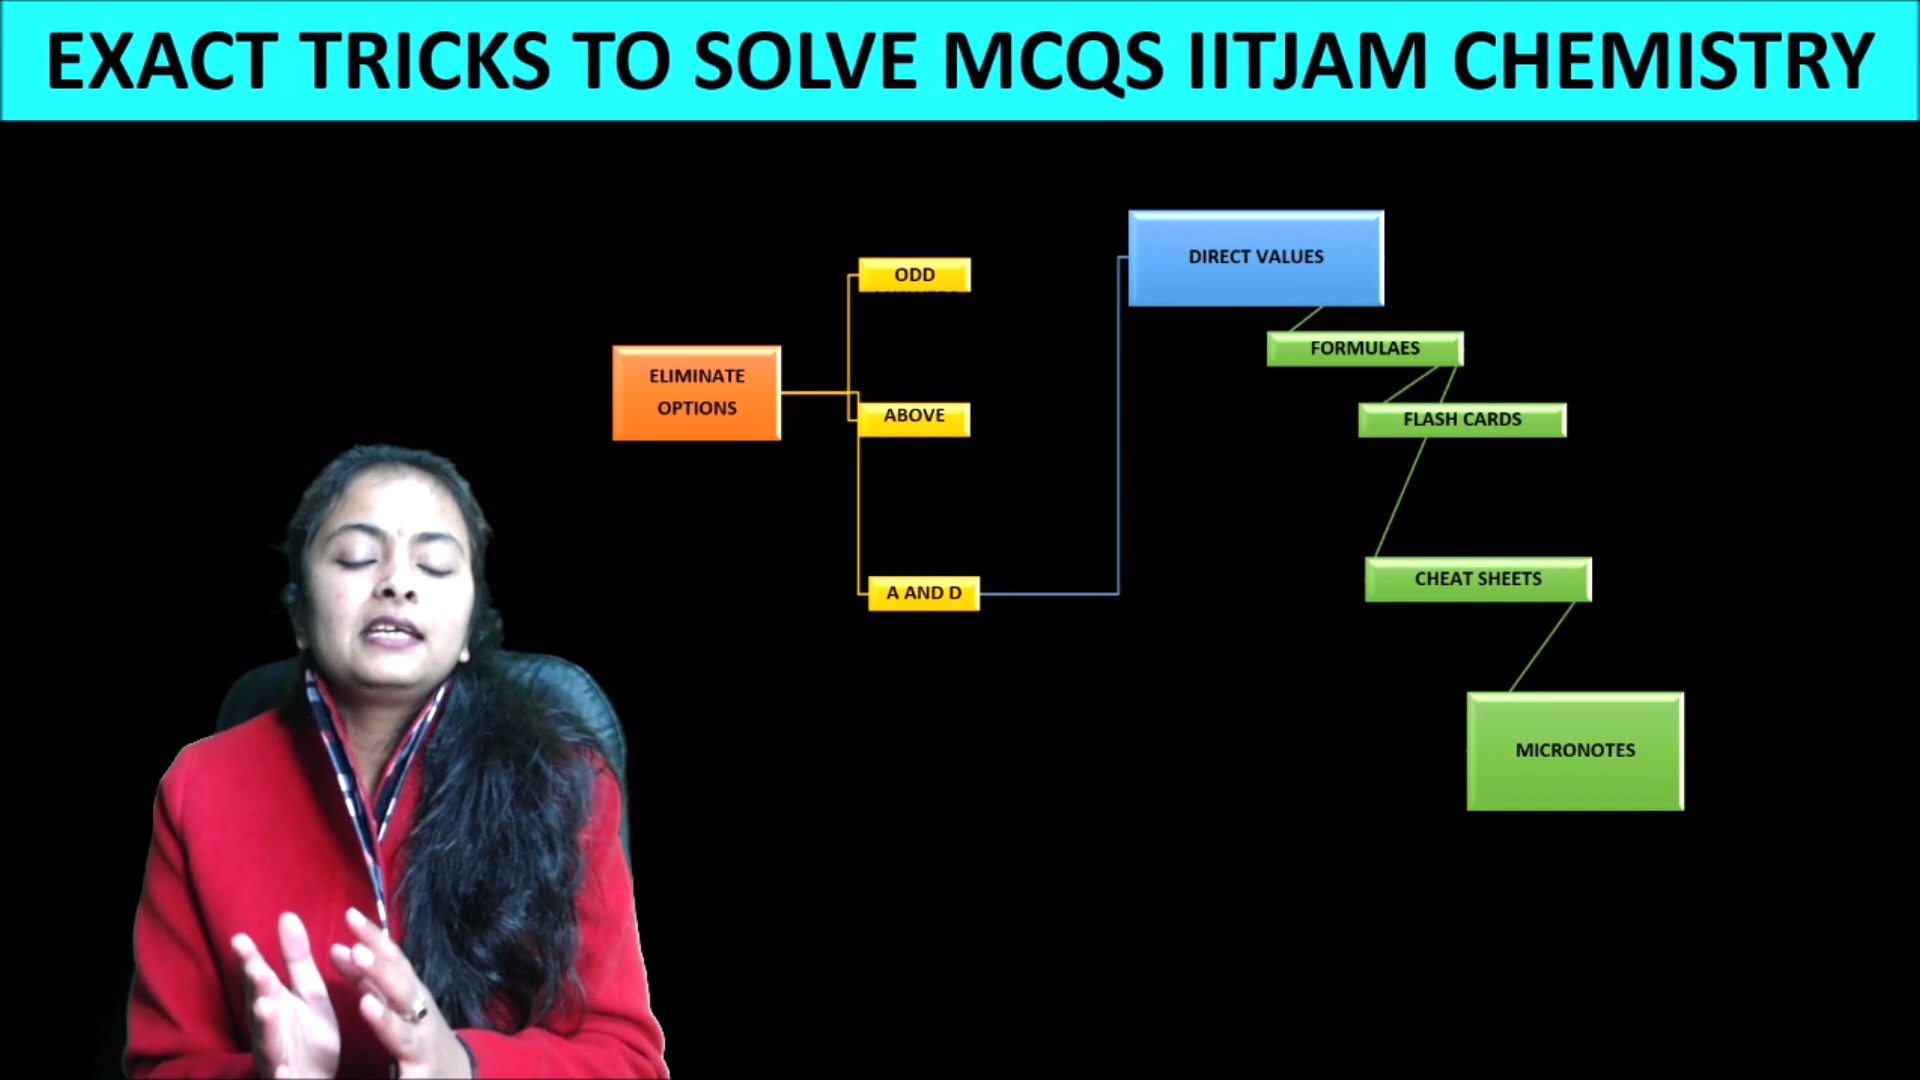 EXACT TRICKS TO SOLVE MCQS IITJAM CHEMISTRY
ELIMINATE
OPTIONS
ODD
ABOVE
A AND D
DIRECT VALUES
FORMULAES
FLASH CARDS
CHEAT SHEETS
MICRONOTES